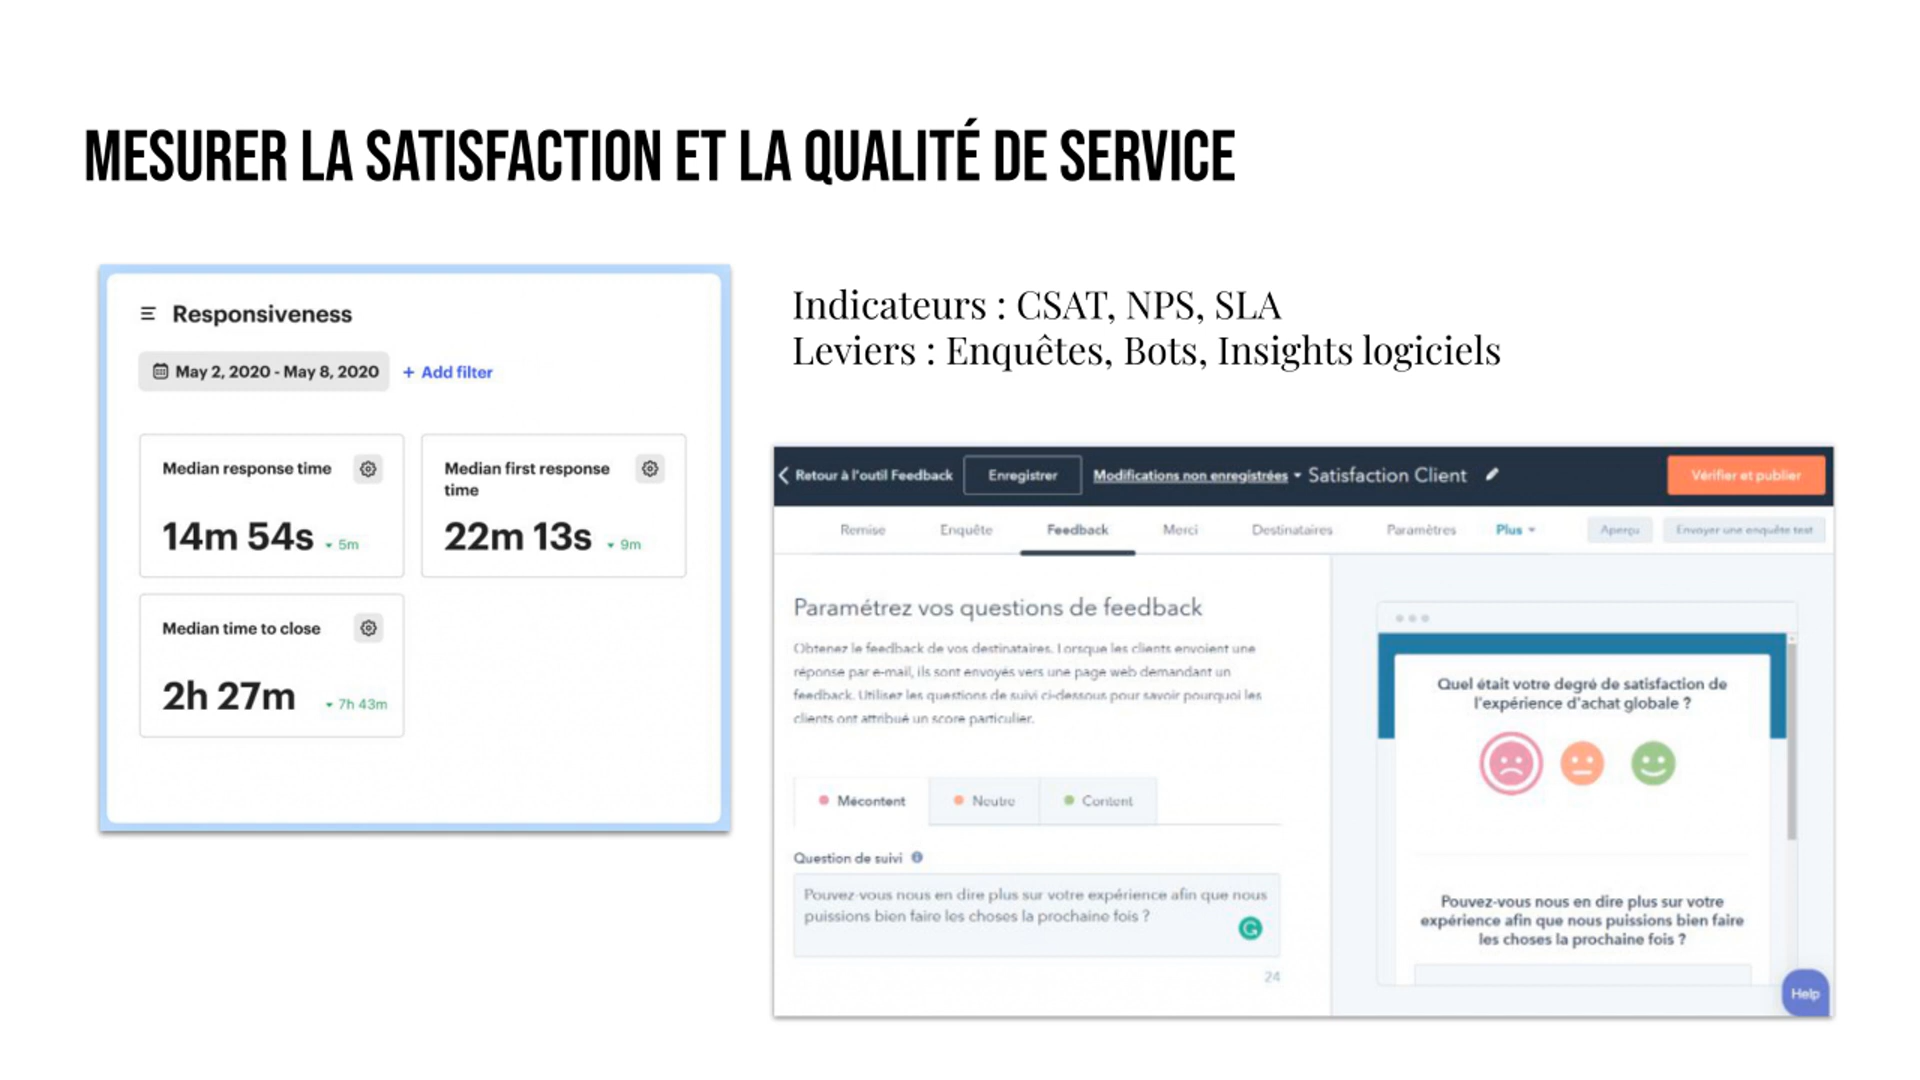 MESURER LA SATISFACTION ET LA QUALITÉ DE SERVICE
Responsiveness
May 2, 2020 - May 8, 2020
+ Add filter
Median response time
14m 54s
5m
Median first response
time
22m 13s
9m
Median time to close
2h 27m
7h 43m
Indicateurs : CSAT, NPS, SLA
Leviers : Enquêtes, Bots, Insights logiciels
Retour à l'outil Feedback
Enregistrer
Modifications non enregistrées
Satisfaction Client
Vérifier et publier
Remise
Enquête
Feedback
Merci
Destinataires
Paramètres
Plus
Aperçu
Envoyer une enquête test
Paramétrez vos questions de feedback
Obtenez le feedback de vos destinataires. Lorsque les clients envoient une
réponse par e-mail, ils sont envoyés vers une page web demandant un
feedback. Utilisez les questions de suivi ci-dessous pour savoir pourquoi les
clients ont attribué un score particulier.
Mécontent
Neutre
Content
Question de suivi
Pouvez-vous nous en dire plus sur votre expérience afin que nous
puissions bien faire les choses la prochaine fois ?
24
Quel était votre degré de satisfaction de
l'expérience d'achat globale ?
Pouvez-vous nous en dire plus sur votre
expérience afin que nous puissions bien faire
les choses la prochaine fois ?
Help